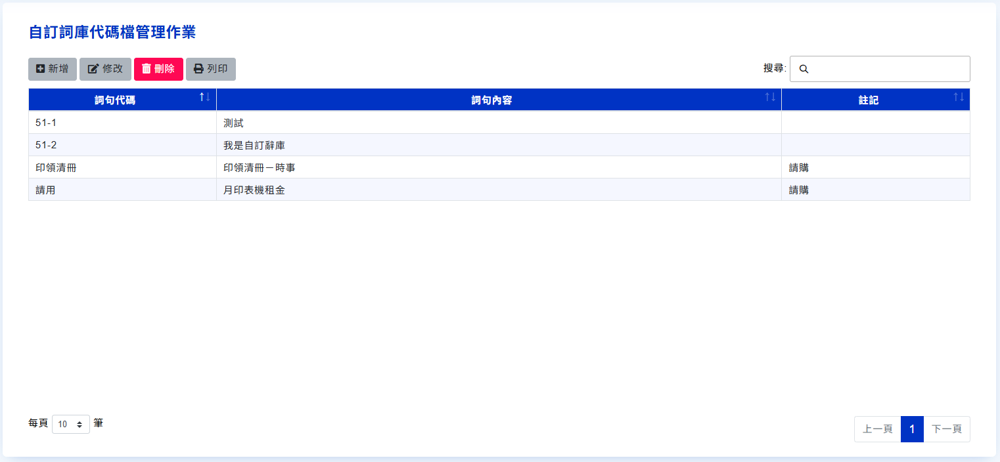 自訂詞庫代碼檔管理作業
新增 修改 刪除 列印 搜尋:
詞句代碼 詞句內容 註記
51-1 測試
51-2 我是自訂辭庫
印領清冊 印領清冊－時事 請購
請用 月印表機租金 請購
每頁 10 筆 上一頁 1 下一頁